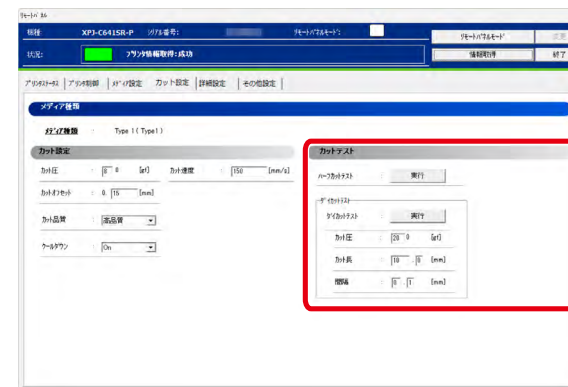 リモートパネル
機種: XPJ-C641SR-P シリアル番号: リモートパネルモード: リモートパネルモード 変更
状況: プリンタ情報取得:成功 情報取得 終了
プリンタステータス プリンタ制御 メディア設定 カット設定 詳細設定 その他設定
メディア種類
メディア種類 : Type 1 ( Type1 )
カット設定 カットテスト
カット圧 : 8 0 [gf] カット速度 : 150 [mm/s] ハーフカットテスト : 実行
カットオフセット : 0. 15 [mm] ダイカットテスト
カット品質 : 高品質 ダイカットテスト : 実行
クールダウン : On カット圧 : 20 0 [gf]
カット長 : 10 . 0 [mm]
間隔 : 0 . 1 [mm]